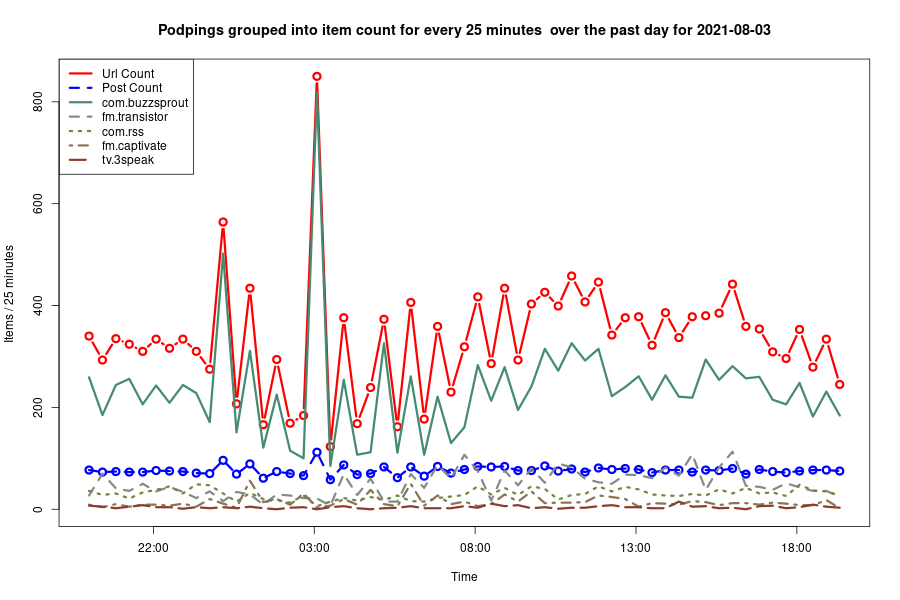 Podpings grouped into item count for every 25 minutes  over the past day for 2021-08-03
Url Count
Post Count
com.buzzsprout
fm.transistor
com.rss
fm.captivate
tv.3speak
Items / 25 minutes
800
600
400
200
0
22:00
03:00
08:00
13:00
18:00
Time